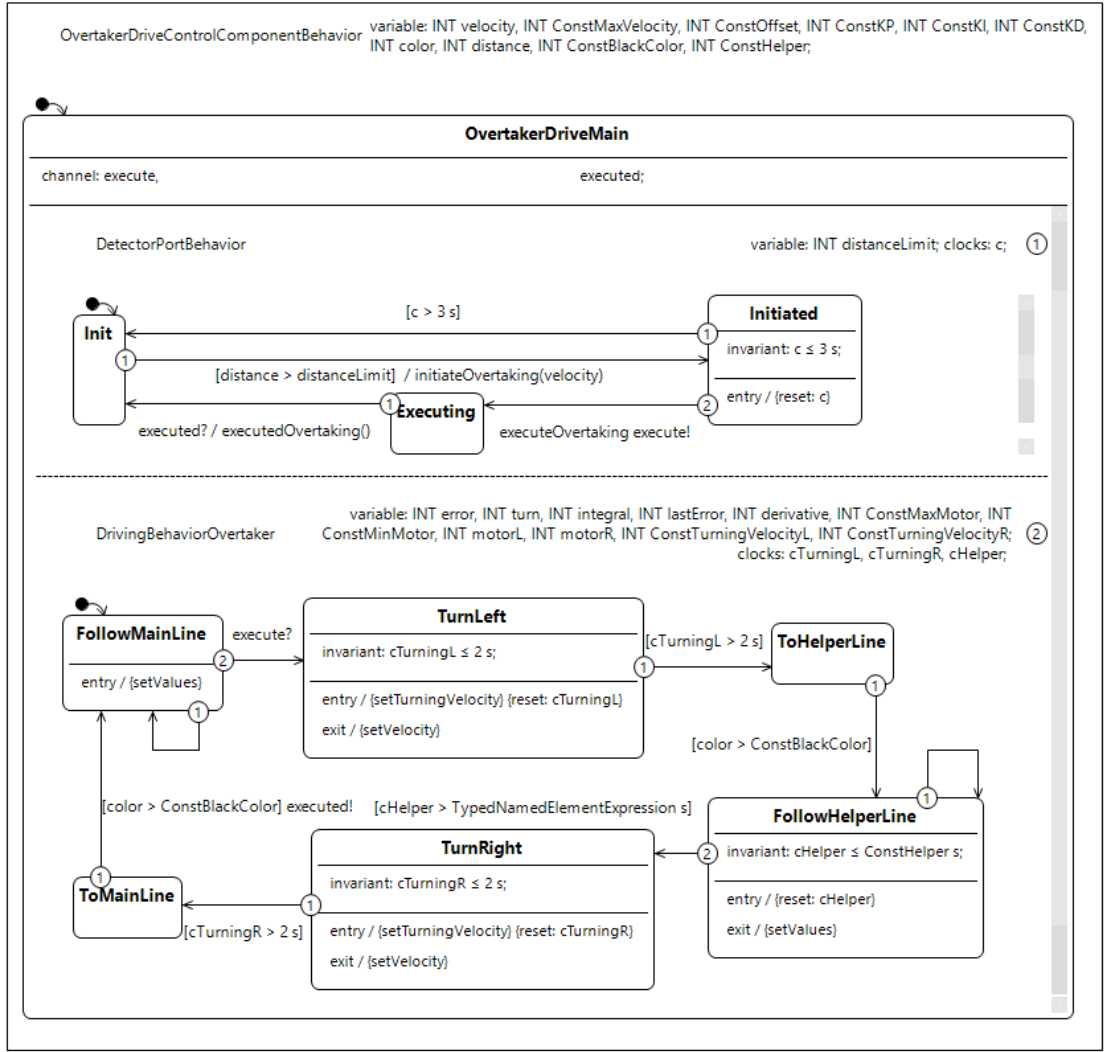 OvertakerDriveControlComponentBehavior
variable: INT velocity, INT ConstMaxVelocity, INT ConstOffset, INT ConstKP, INT ConstKI, INT ConstKD,
INT color, INT distance, INT ConstBlackColor, INT ConstHelper;
OvertakerDriveMain
channel: execute, executed;
DetectorPortBehavior
variable: INT distanceLimit; clocks: c;
1
[c > 3 s]
Init
Initiated
1
1
invariant: c ≤ 3 s;
[distance > distanceLimit] / initiateOvertaking(velocity)
entry / {reset: c}
1
Executing
2
executed? / executedOvertaking()
executeOvertaking execute!
DrivingBehaviorOvertaker
variable: INT error, INT turn, INT integral, INT lastError, INT derivative, INT ConstMaxMotor, INT
ConstMinMotor, INT motorL, INT motorR, INT ConstTurningVelocityL, INT ConstTurningVelocityR;
clocks: cTurningL, cTurningR, cHelper;
2
FollowMainLine
entry / {setValues}
1
2
execute?
TurnLeft
invariant: cTurningL ≤ 2 s;
entry / {setTurningVelocity} {reset: cTurningL}
exit / {setVelocity}
1
[cTurningL > 2 s]
ToHelperLine
1
[color > ConstBlackColor]
1
FollowHelperLine
invariant: cHelper ≤ ConstHelper s;
entry / {reset: cHelper}
exit / {setValues}
2
[cHelper > TypedNamedElementExpression s]
TurnRight
invariant: cTurningR ≤ 2 s;
entry / {setTurningVelocity} {reset: cTurningR}
exit / {setVelocity}
1
[cTurningR > 2 s]
ToMainLine
1
[color > ConstBlackColor] executed!